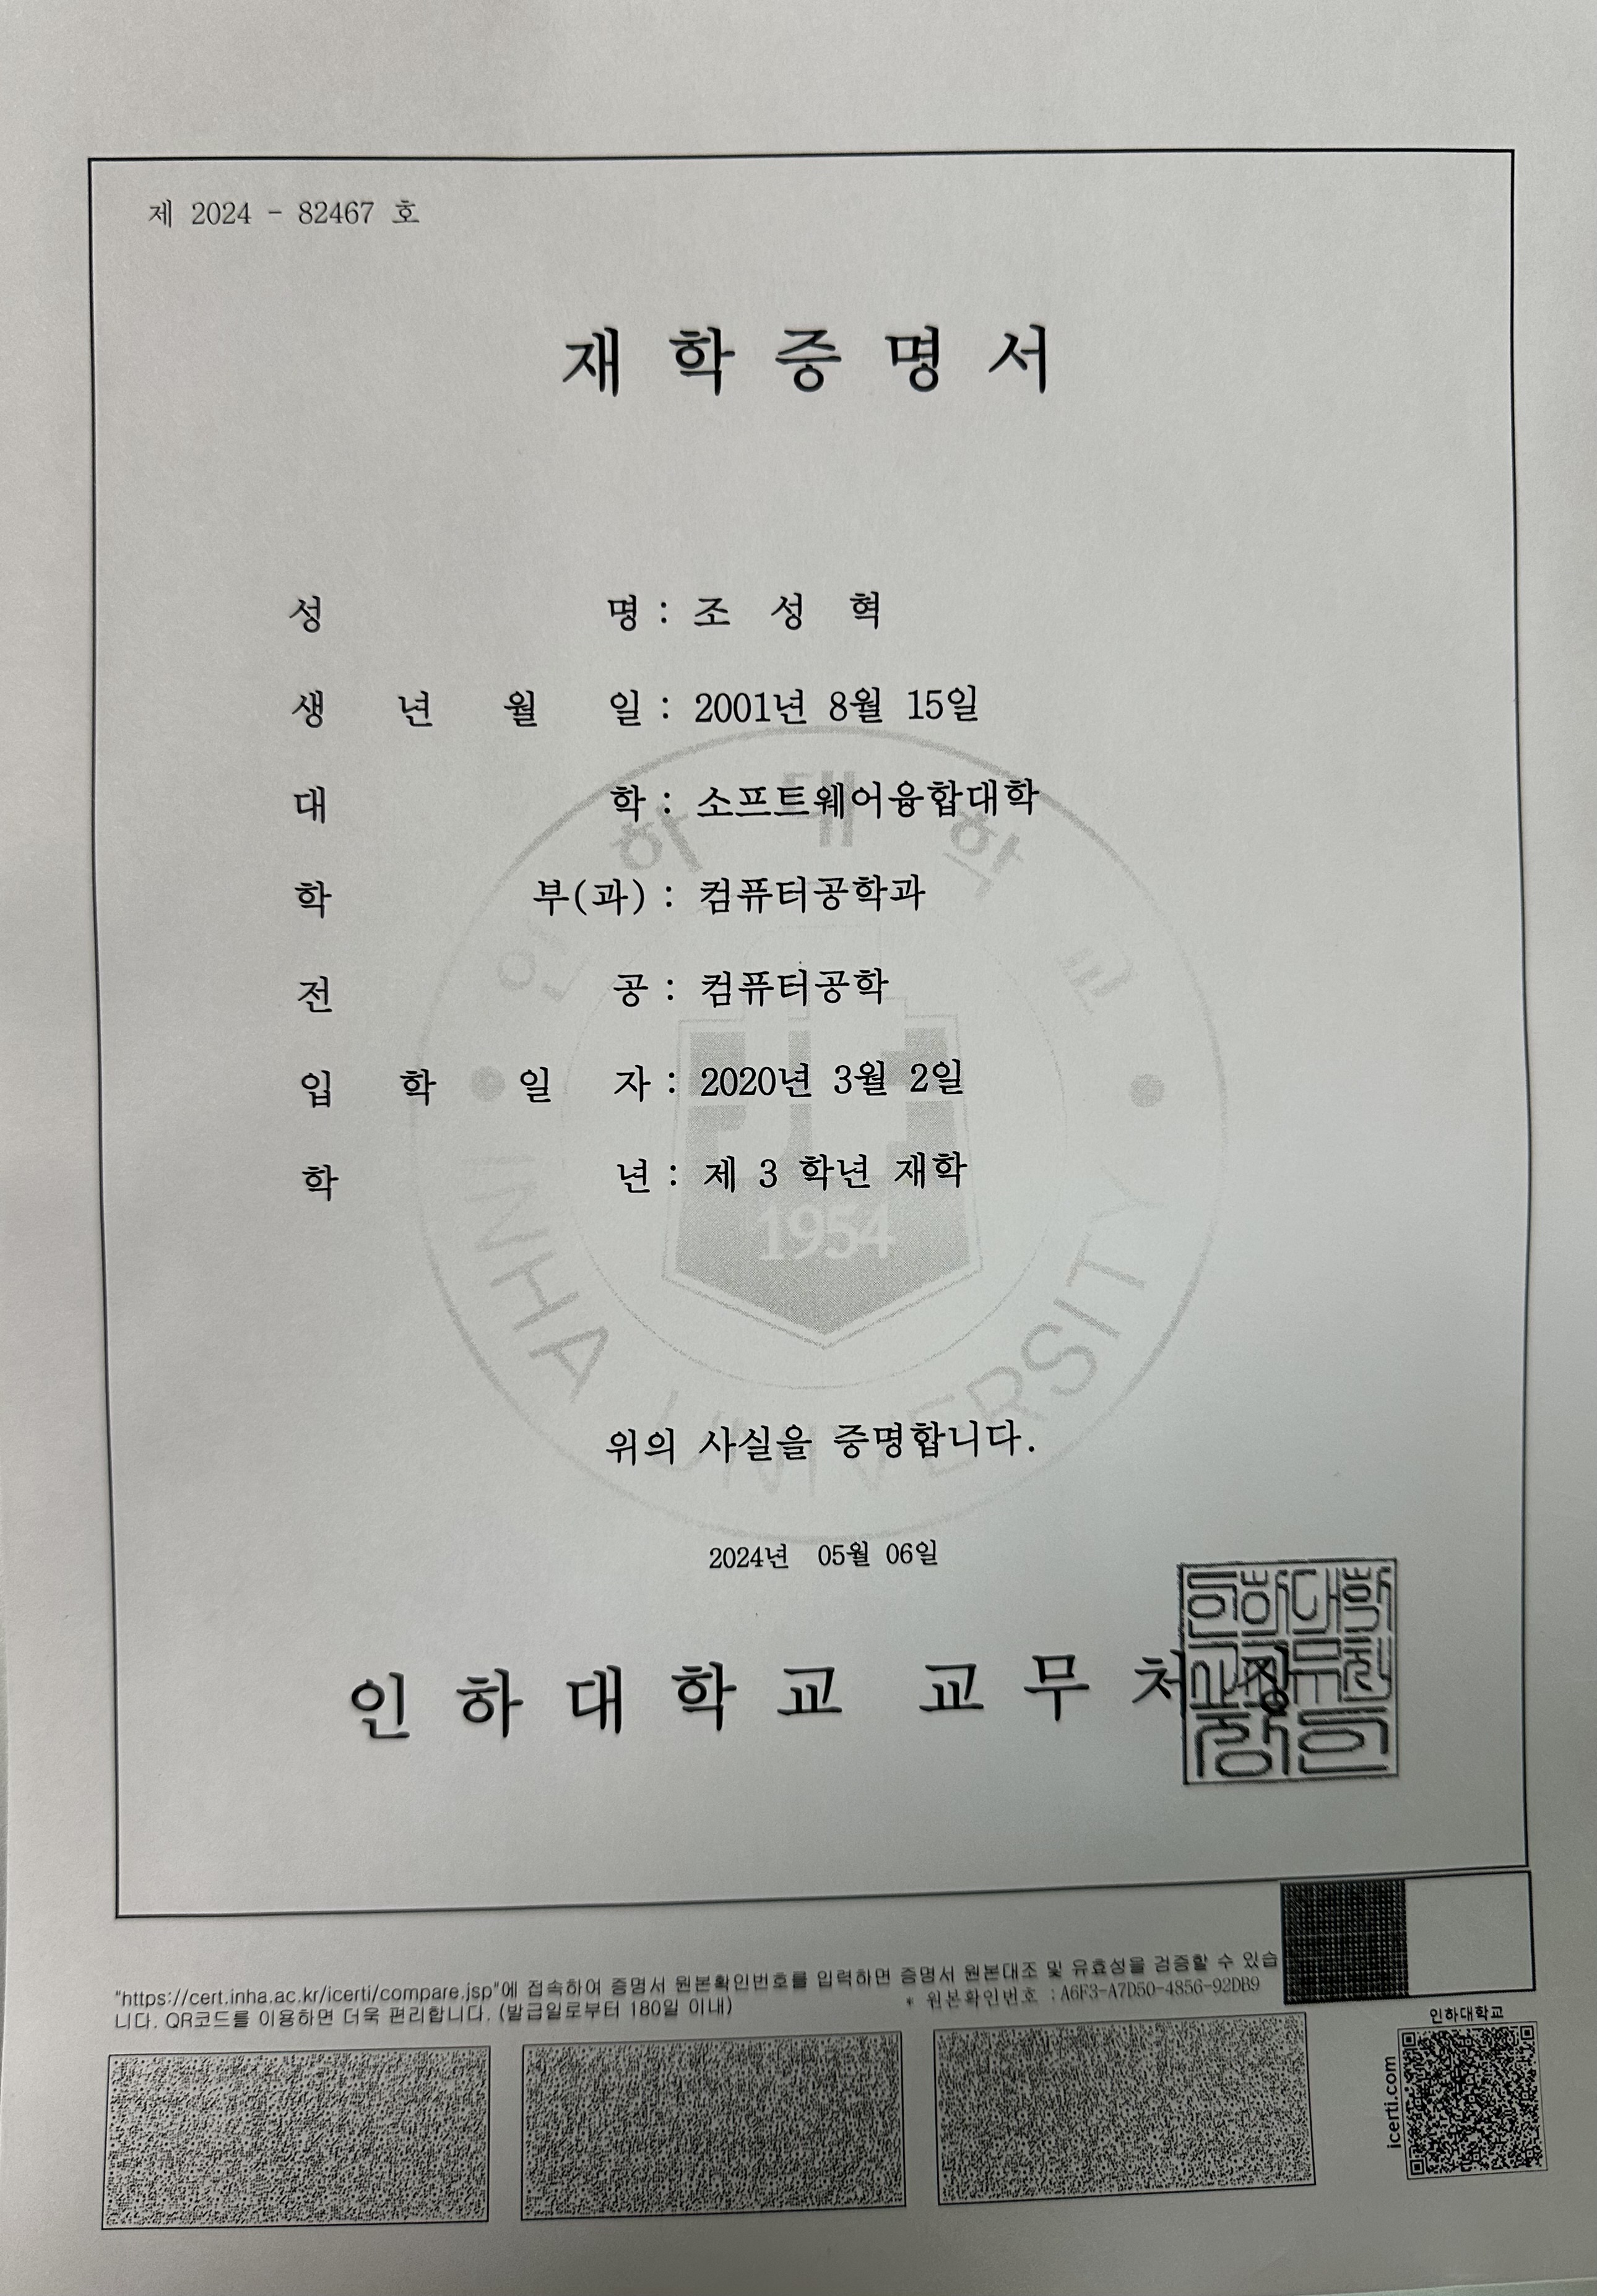 제 2024 - 82467 호
재 학 증 명 서
성 명 : 조 성 혁
생 년 월 일 : 2001년 8월 15일
대 학 : 소프트웨어융합대학
학 부(과) : 컴퓨터공학과
전 공 : 컴퓨터공학
입 학 일 자 : 2020년 3월 2일
학 년 : 제 3 학년 재학
인 하 대 학 교
1954
INHA UNIVERSITY
위의 사실을 증명합니다.
2024년 05월 06일
인 하 대 학 교 교 무 처 장
"https://cert.inha.ac.kr/icerti/compare.jsp"에 접속하여 증명서 원본확인번호를 입력하면 증명서 원본대조 및 유효성을 검증할 수 있습
니다. QR코드를 이용하면 더욱 편리합니다. (발급일로부터 180일 이내)
* 원본확인번호 : A6F3-A7D50-4856-92DB9
인하대학교
icerti.com